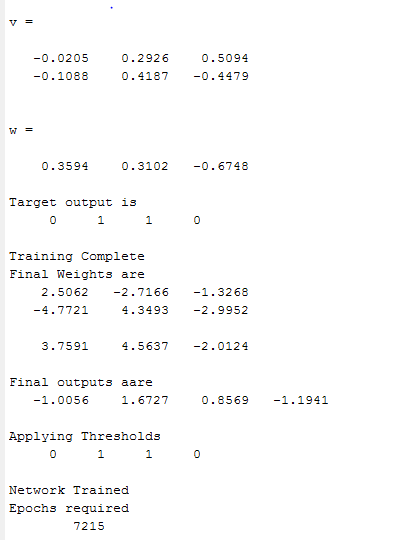 v =
-0.0205 0.2926 0.5094
-0.1088 0.4187 -0.4479
w =
0.3594 0.3102 -0.6748
Target output is
0 1 1 0
Training Complete
Final Weights are
2.5062 -2.7166 -1.3268
-4.7721 4.3493 -2.9952
3.7591 4.5637 -2.0124
Final outputs aare
-1.0056 1.6727 0.8569 -1.1941
Applying Thresholds
0 1 1 0
Network Trained
Epochs required
7215